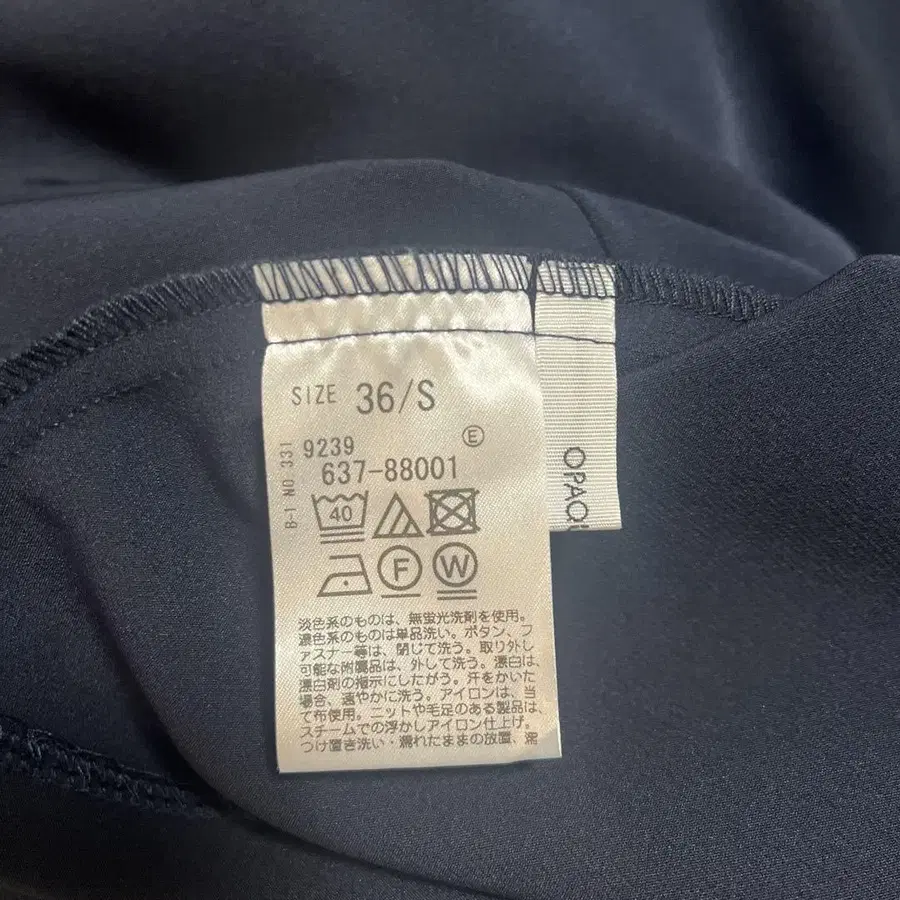 SIZE 36/S
E
9239
637-88001
B-1 NO 331
40
F W
淡色系のものは、無蛍光洗剤を使用。
濃色系のものは単品洗い。ボタン、フ
ァスナー等は、閉じて洗う。取り外し
可能な附属品は、外して洗う。漂白は、
漂白剤の指示にしたがう。汗をかいた
場合、速やかに洗う。アイロンは、当
て布使用。ニットや毛足のある製品は、
スチームでの浮かしアイロン仕上げ。
つけ置き洗い・濡れたままの放置、濡
OPAQU